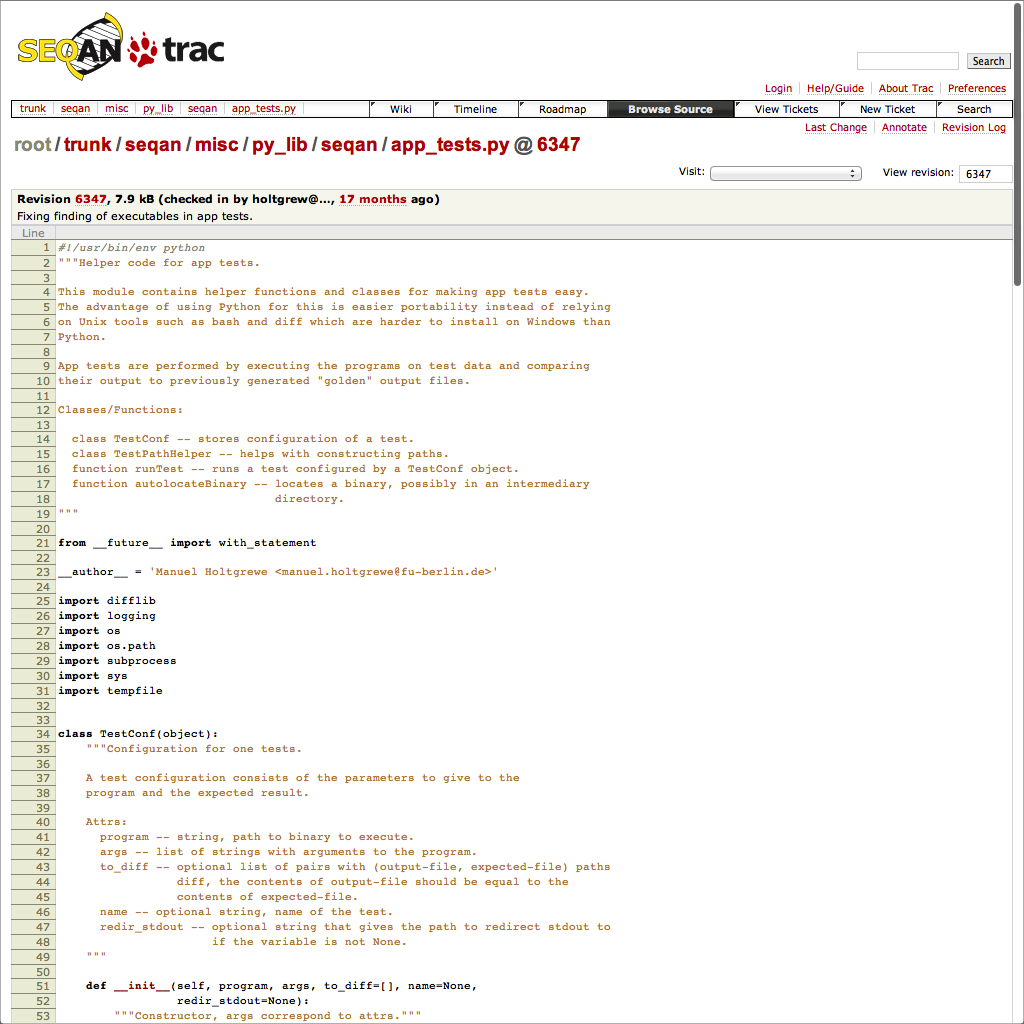 SEQAN trac
Search
Login Help/Guide About Trac Preferences
trunk seqan misc py_lib seqan app_tests.py Wiki Timeline Roadmap Browse Source View Tickets New Ticket Search
Last Change Annotate Revision Log
root/trunk/seqan/misc/py_lib/seqan/app_tests.py @ 6347
Visit: View revision: 6347
Revision 6347, 7.9 kB (checked in by holtgrew@..., 17 months ago)
Fixing finding of executables in app tests.
Line
1 #!/usr/bin/env python
2 """Helper code for app tests.
3
4 This module contains helper functions and classes for making app tests easy.
5 The advantage of using Python for this is easier portability instead of relying
6 on Unix tools such as bash and diff which are harder to install on Windows than
7 Python.
8
9 App tests are performed by executing the programs on test data and comparing
10 their output to previously generated "golden" output files.
11
12 Classes/Functions:
13
14 class TestConf -- stores configuration of a test.
15 class TestPathHelper -- helps with constructing paths.
16 function runTest -- runs a test configured by a TestConf object.
17 function autolocateBinary -- locates a binary, possibly in an intermediary
18 directory.
19 """
20
21 from __future__ import with_statement
22
23 __author__ = 'Manuel Holtgrewe <manuel.holtgrewe@fu-berlin.de>'
24
25 import difflib
26 import logging
27 import os
28 import os.path
29 import subprocess
30 import sys
31 import tempfile
32
33
34 class TestConf(object):
35 """Configuration for one tests.
36
37 A test configuration consists of the parameters to give to the
38 program and the expected result.
39
40 Attrs:
41 program -- string, path to binary to execute.
42 args -- list of strings with arguments to the program.
43 to_diff -- optional list of pairs with (output-file, expected-file) paths
44 diff, the contents of output-file should be equal to the
45 contents of expected-file.
46 name -- optional string, name of the test.
47 redir_stdout -- optional string that gives the path to redirect stdout to
48 if the variable is not None.
49 """
50
51 def __init__(self, program, args, to_diff=[], name=None,
52 redir_stdout=None):
53 """Constructor, args correspond to attrs."""